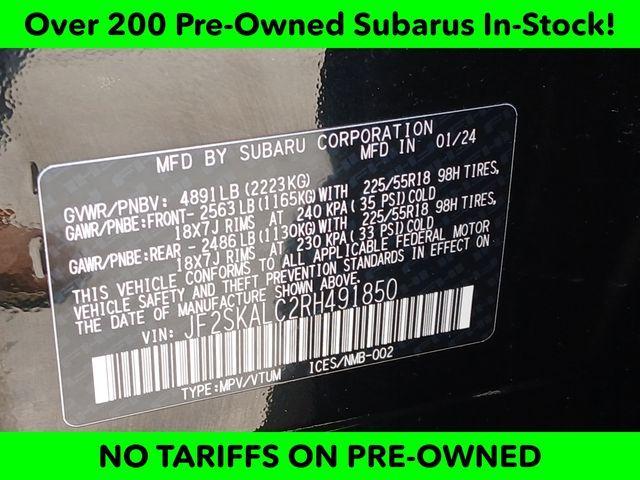 Over 200 Pre-Owned Subarus In-Stock!
MFD BY SUBARU CORPORATION
MFD IN 01/24
GVWR/PNBV: 4891LB(2223KG)
GAWR/PNBE:FRONT- 2563LB(1165KG)WITH 225/55R18 98H TIRES,
18X7J RIMS AT 240 KPA(35 PSI)COLD
GAWR/PNBE:REAR - 2486LB(1130KG)WITH 225/55R18 98H TIRES,
18X7J RIMS AT 230 KPA(33 PSI)COLD
THIS VEHICLE CONFORMS TO ALL APPLICABLE FEDERAL MOTOR
VEHICLE SAFETY AND THEFT PREVENTION STANDARDS IN EFFECT ON
THE DATE OF MANUFACTURE SHOWN ABOVE.
VIN: JF2SKALC2RH491850
TYPE:MPV/VTUM ICES/NMB-002
NO TARIFFS ON PRE-OWNED